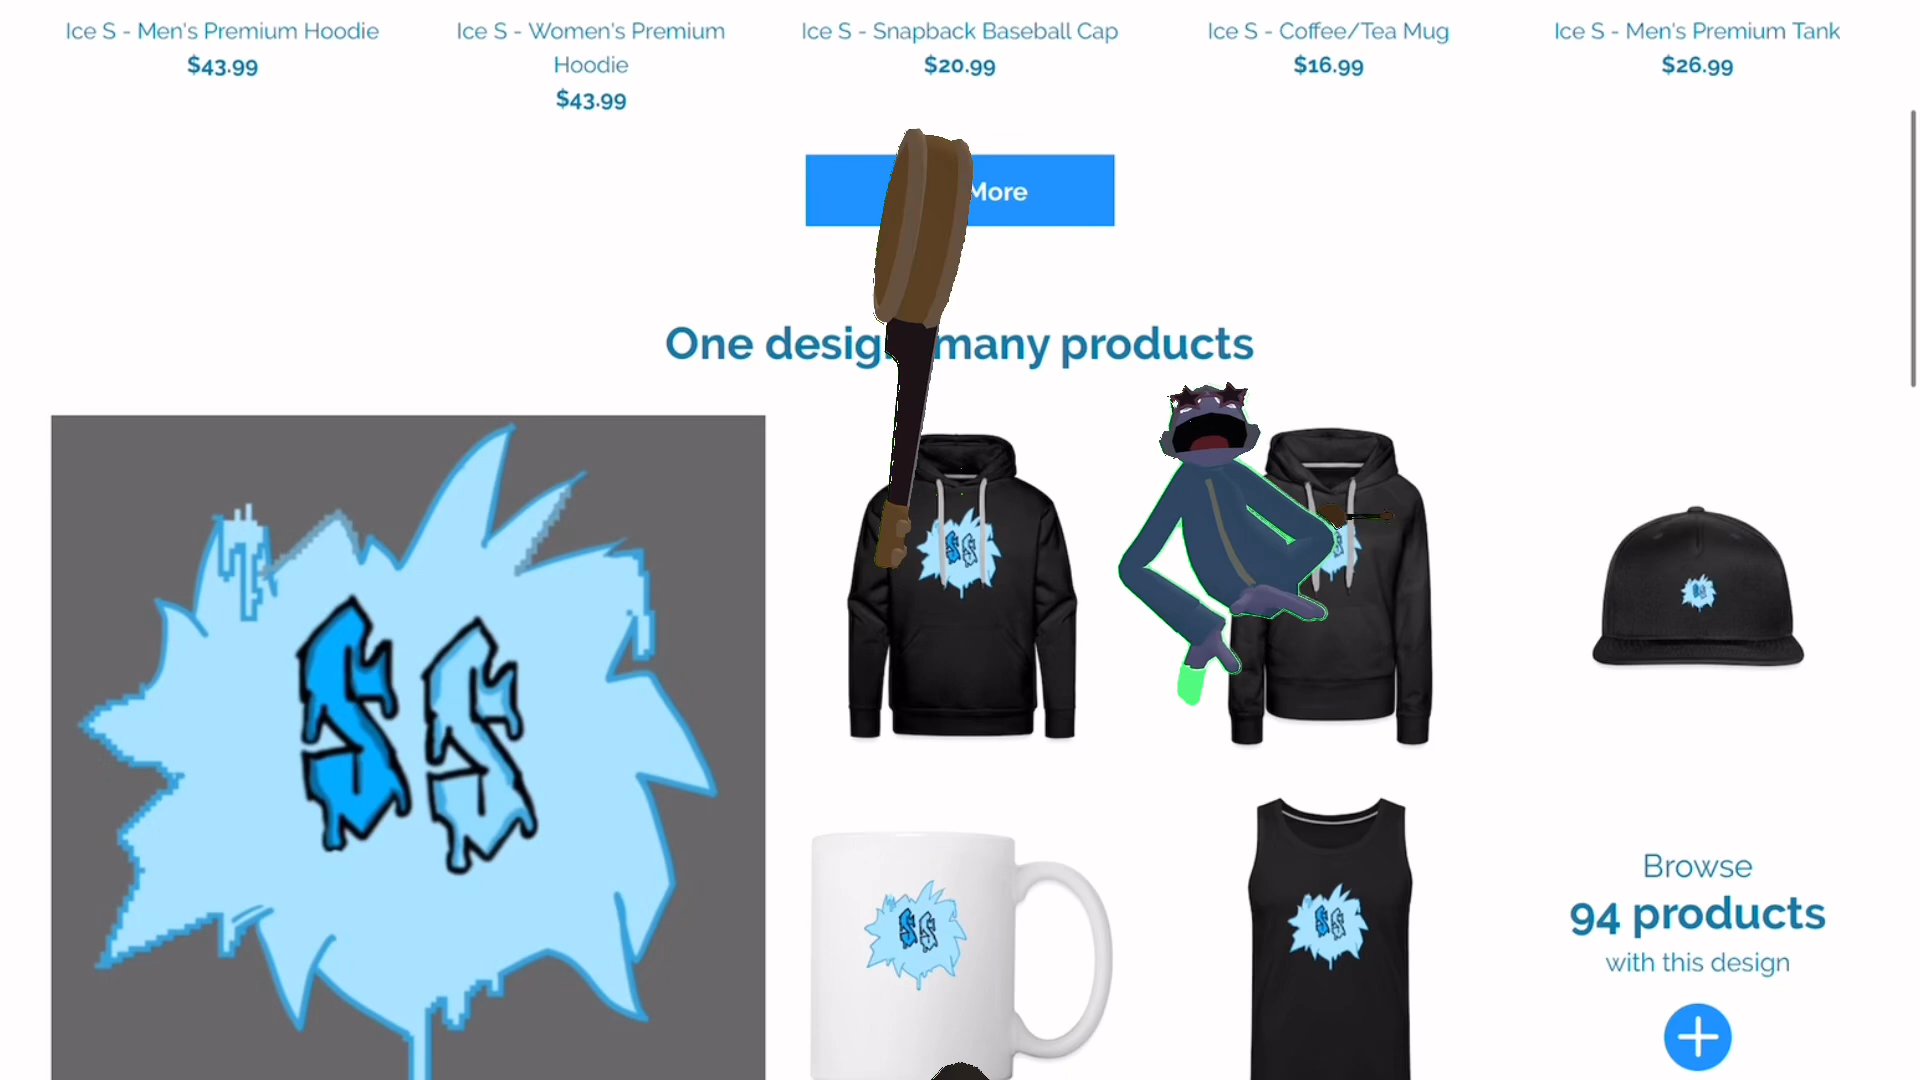 Ice S - Men's Premium Hoodie
$43.99
Ice S - Women's Premium
Hoodie
$43.99
Ice S - Snapback Baseball Cap
$20.99
Ice S - Coffee/Tea Mug
$16.99
Ice S - Men's Premium Tank
$26.99
More
One desig many products
SS
Browse
94 products
with this design